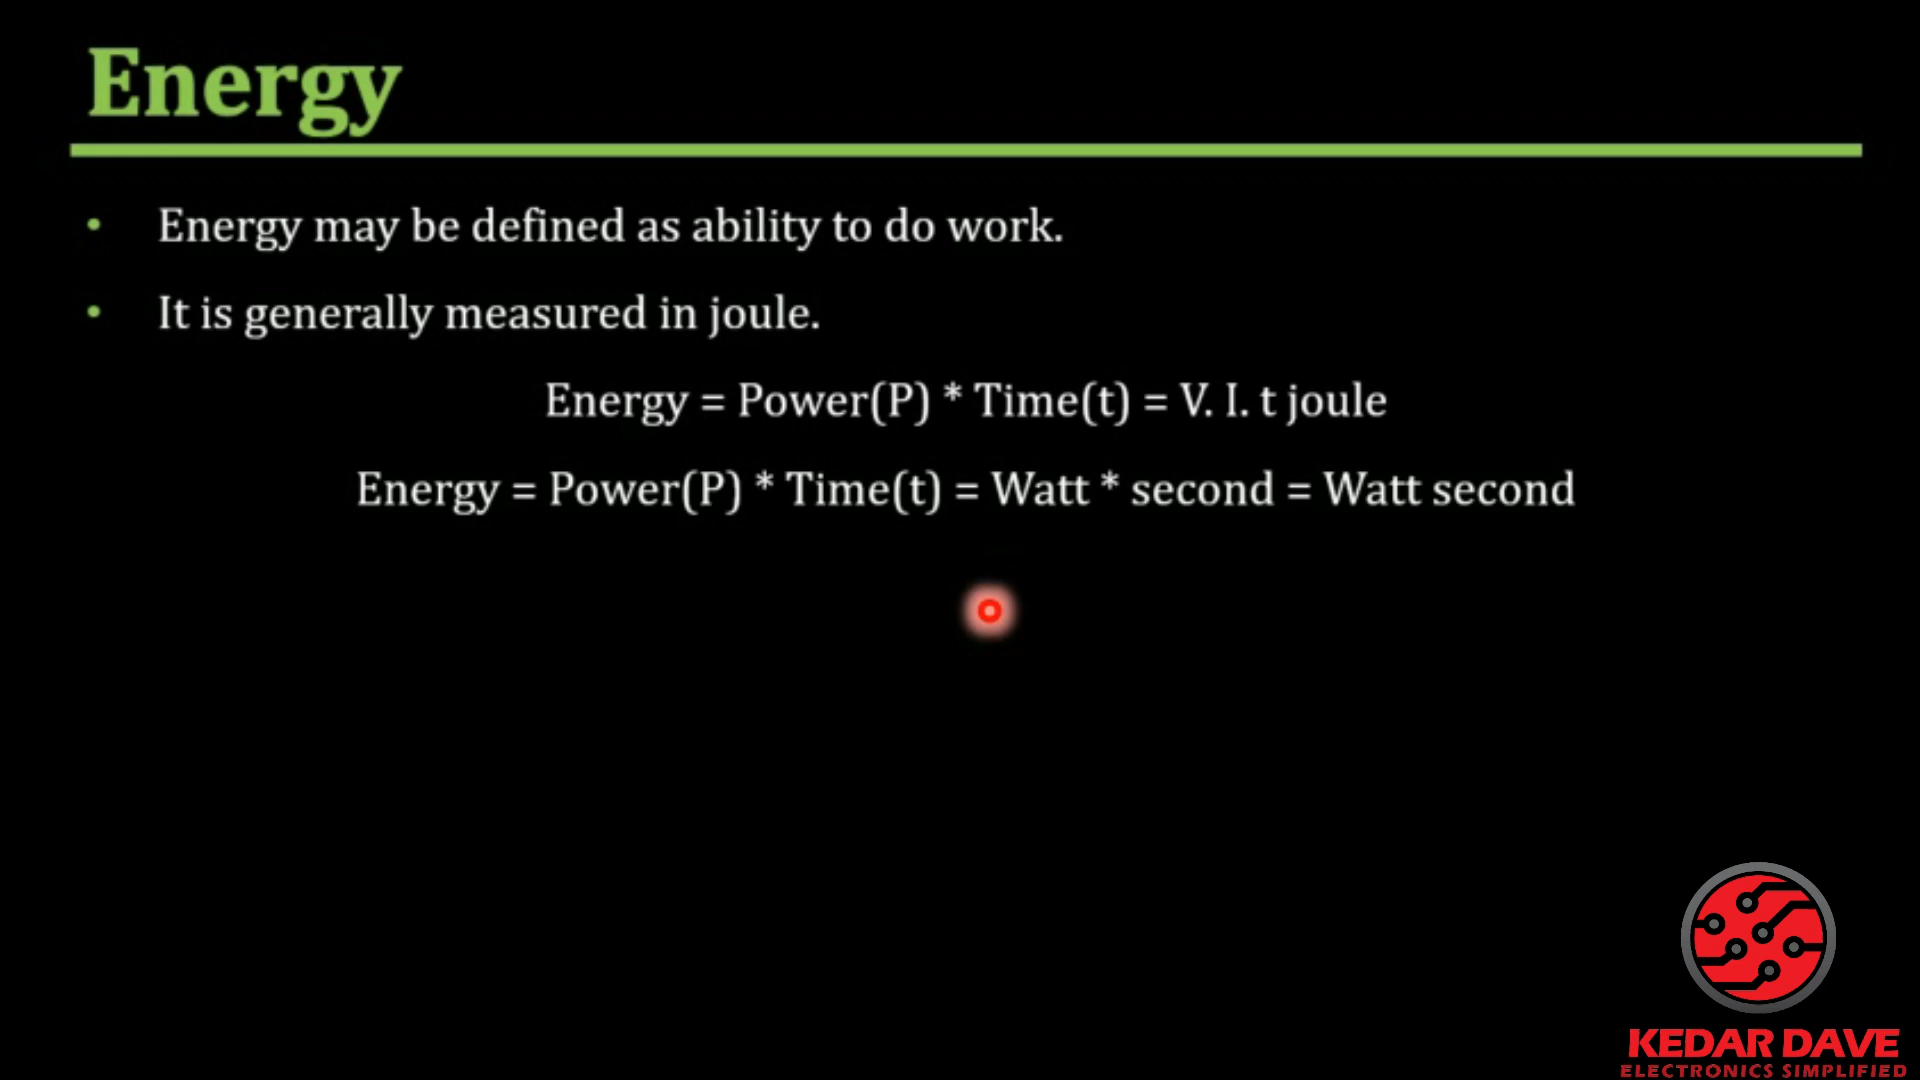 Energy
• Energy may be defined as ability to do work.
• It is generally measured in joule.
Energy = Power(P) * Time(t) = V. I. t joule
Energy = Power(P) * Time(t) = Watt * second = Watt second
KEDAR DAVE
ELECTRONICS SIMPLIFIED